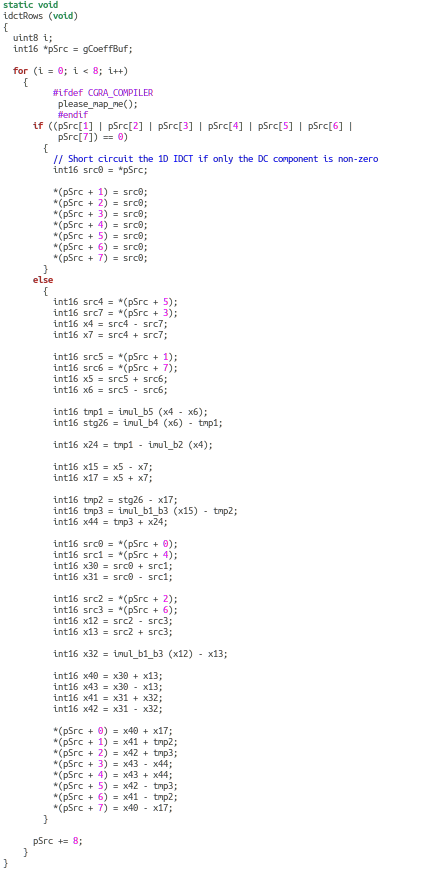 static void
idctRows (void)
{
  uint8 i;
  int16 *pSrc = gCoeffBuf;

  for (i = 0; i < 8; i++)
    {
          #ifdef CGRA_COMPILER
           please_map_me();
           #endif
      if ((pSrc[1] | pSrc[2] | pSrc[3] | pSrc[4] | pSrc[5] | pSrc[6] |
           pSrc[7]) == 0)
        {
          // Short circuit the 1D IDCT if only the DC component is non-zero
          int16 src0 = *pSrc;

          *(pSrc + 1) = src0;
          *(pSrc + 2) = src0;
          *(pSrc + 3) = src0;
          *(pSrc + 4) = src0;
          *(pSrc + 5) = src0;
          *(pSrc + 6) = src0;
          *(pSrc + 7) = src0;
        }
      else
        {
          int16 src4 = *(pSrc + 5);
          int16 src7 = *(pSrc + 3);
          int16 x4 = src4 - src7;
          int16 x7 = src4 + src7;

          int16 src5 = *(pSrc + 1);
          int16 src6 = *(pSrc + 7);
          int16 x5 = src5 + src6;
          int16 x6 = src5 - src6;

          int16 tmp1 = imul_b5 (x4 - x6);
          int16 stg26 = imul_b4 (x6) - tmp1;

          int16 x24 = tmp1 - imul_b2 (x4);

          int16 x15 = x5 - x7;
          int16 x17 = x5 + x7;

          int16 tmp2 = stg26 - x17;
          int16 tmp3 = imul_b1_b3 (x15) - tmp2;
          int16 x44 = tmp3 + x24;

          int16 src0 = *(pSrc + 0);
          int16 src1 = *(pSrc + 4);
          int16 x30 = src0 + src1;
          int16 x31 = src0 - src1;

          int16 src2 = *(pSrc + 2);
          int16 src3 = *(pSrc + 6);
          int16 x12 = src2 - src3;
          int16 x13 = src2 + src3;

          int16 x32 = imul_b1_b3 (x12) - x13;

          int16 x40 = x30 + x13;
          int16 x43 = x30 - x13;
          int16 x41 = x31 + x32;
          int16 x42 = x31 - x32;

          *(pSrc + 0) = x40 + x17;
          *(pSrc + 1) = x41 + tmp2;
          *(pSrc + 2) = x42 + tmp3;
          *(pSrc + 3) = x43 - x44;
          *(pSrc + 4) = x43 + x44;
          *(pSrc + 5) = x42 - tmp3;
          *(pSrc + 6) = x41 - tmp2;
          *(pSrc + 7) = x40 - x17;
        }

      pSrc += 8;
    }
}